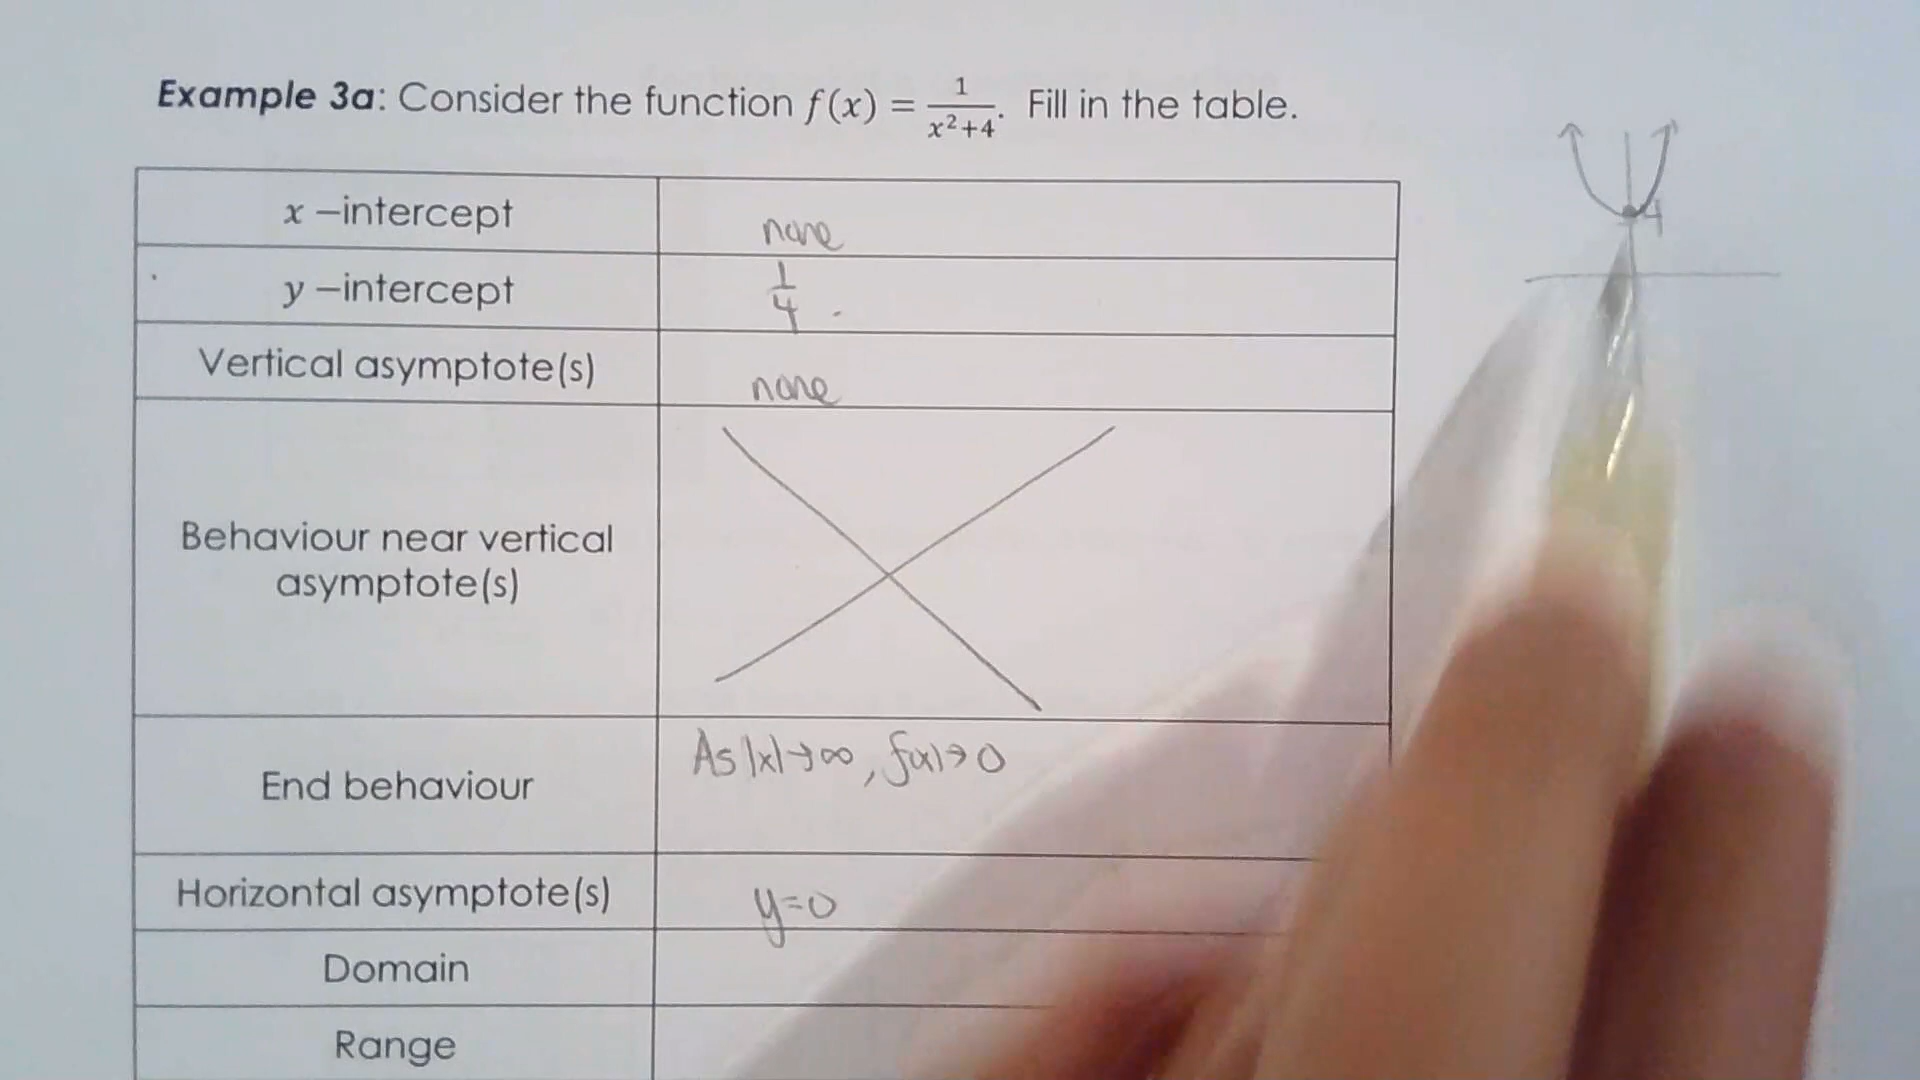 Example 3a: Consider the function f(x) = 1/(x²+4). Fill in the table.
x –intercept none
y –intercept 1/4
Vertical asymptote(s) none
Behaviour near vertical
asymptote(s)
End behaviour As |x|→∞, f(x)→0
Horizontal asymptote(s) y=0
Domain
Range
4